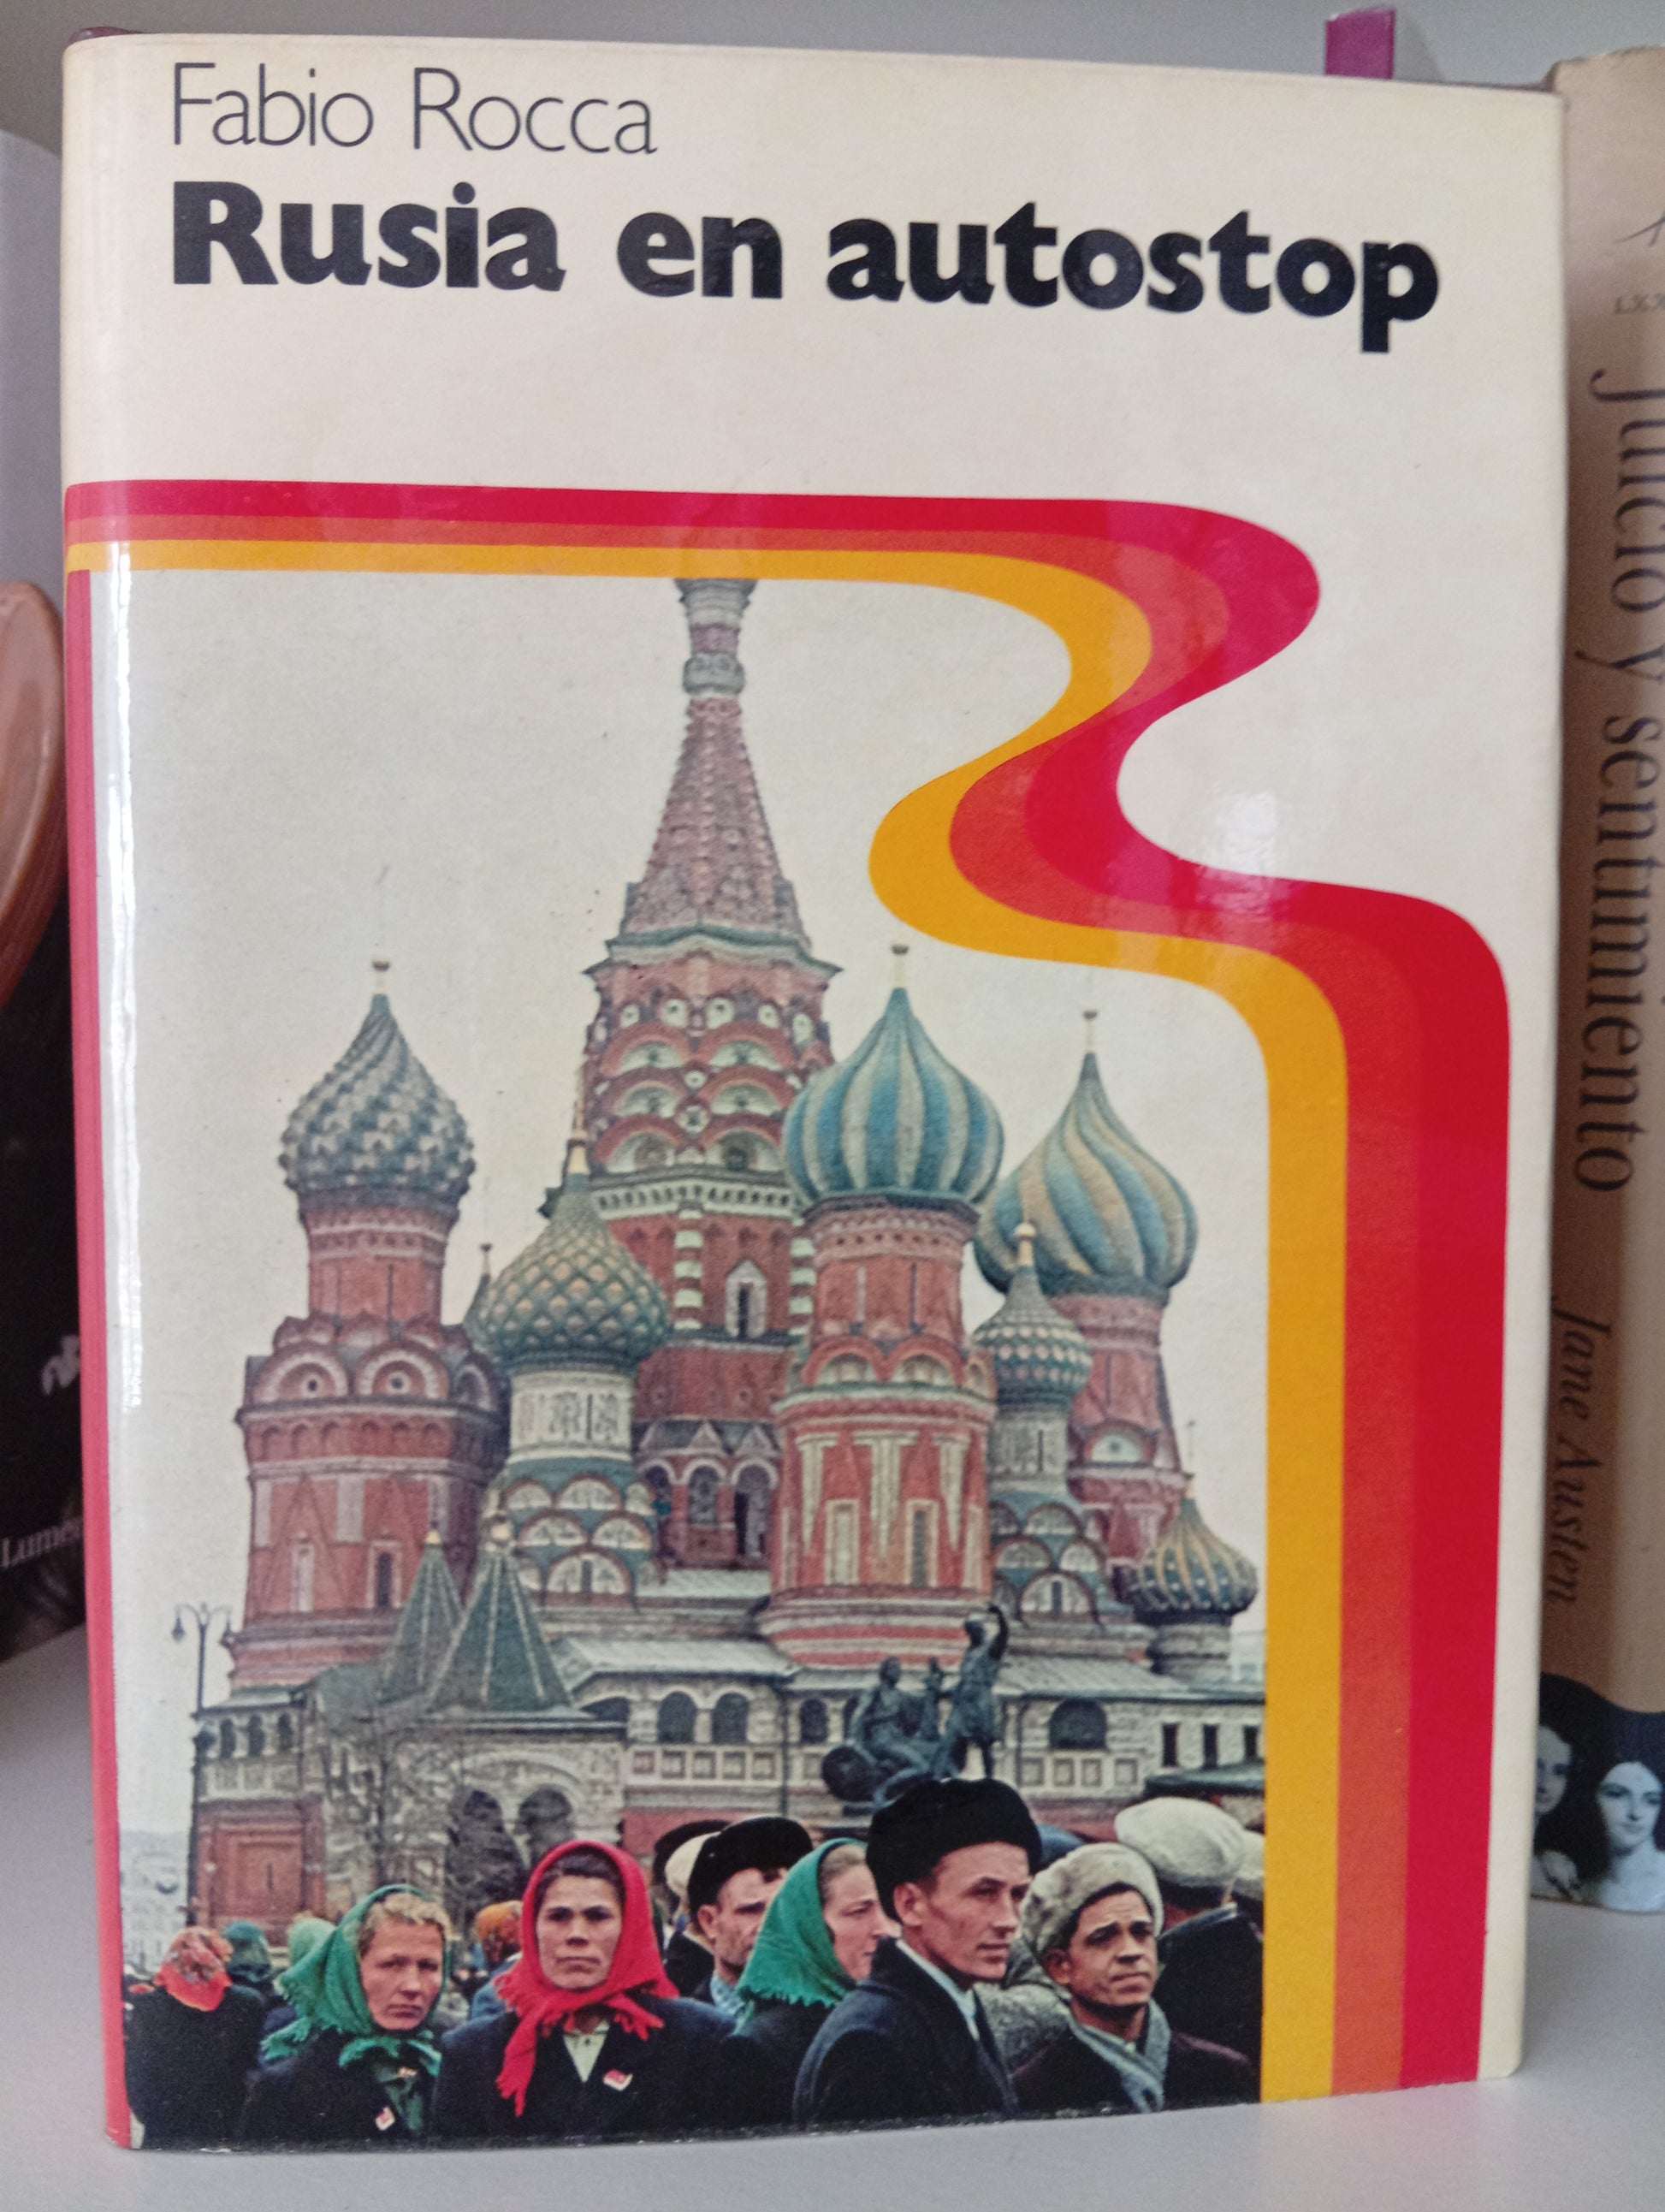 Fabio Rocca
Rusia en autostop
Juicio y sentimiento
Jane Austen